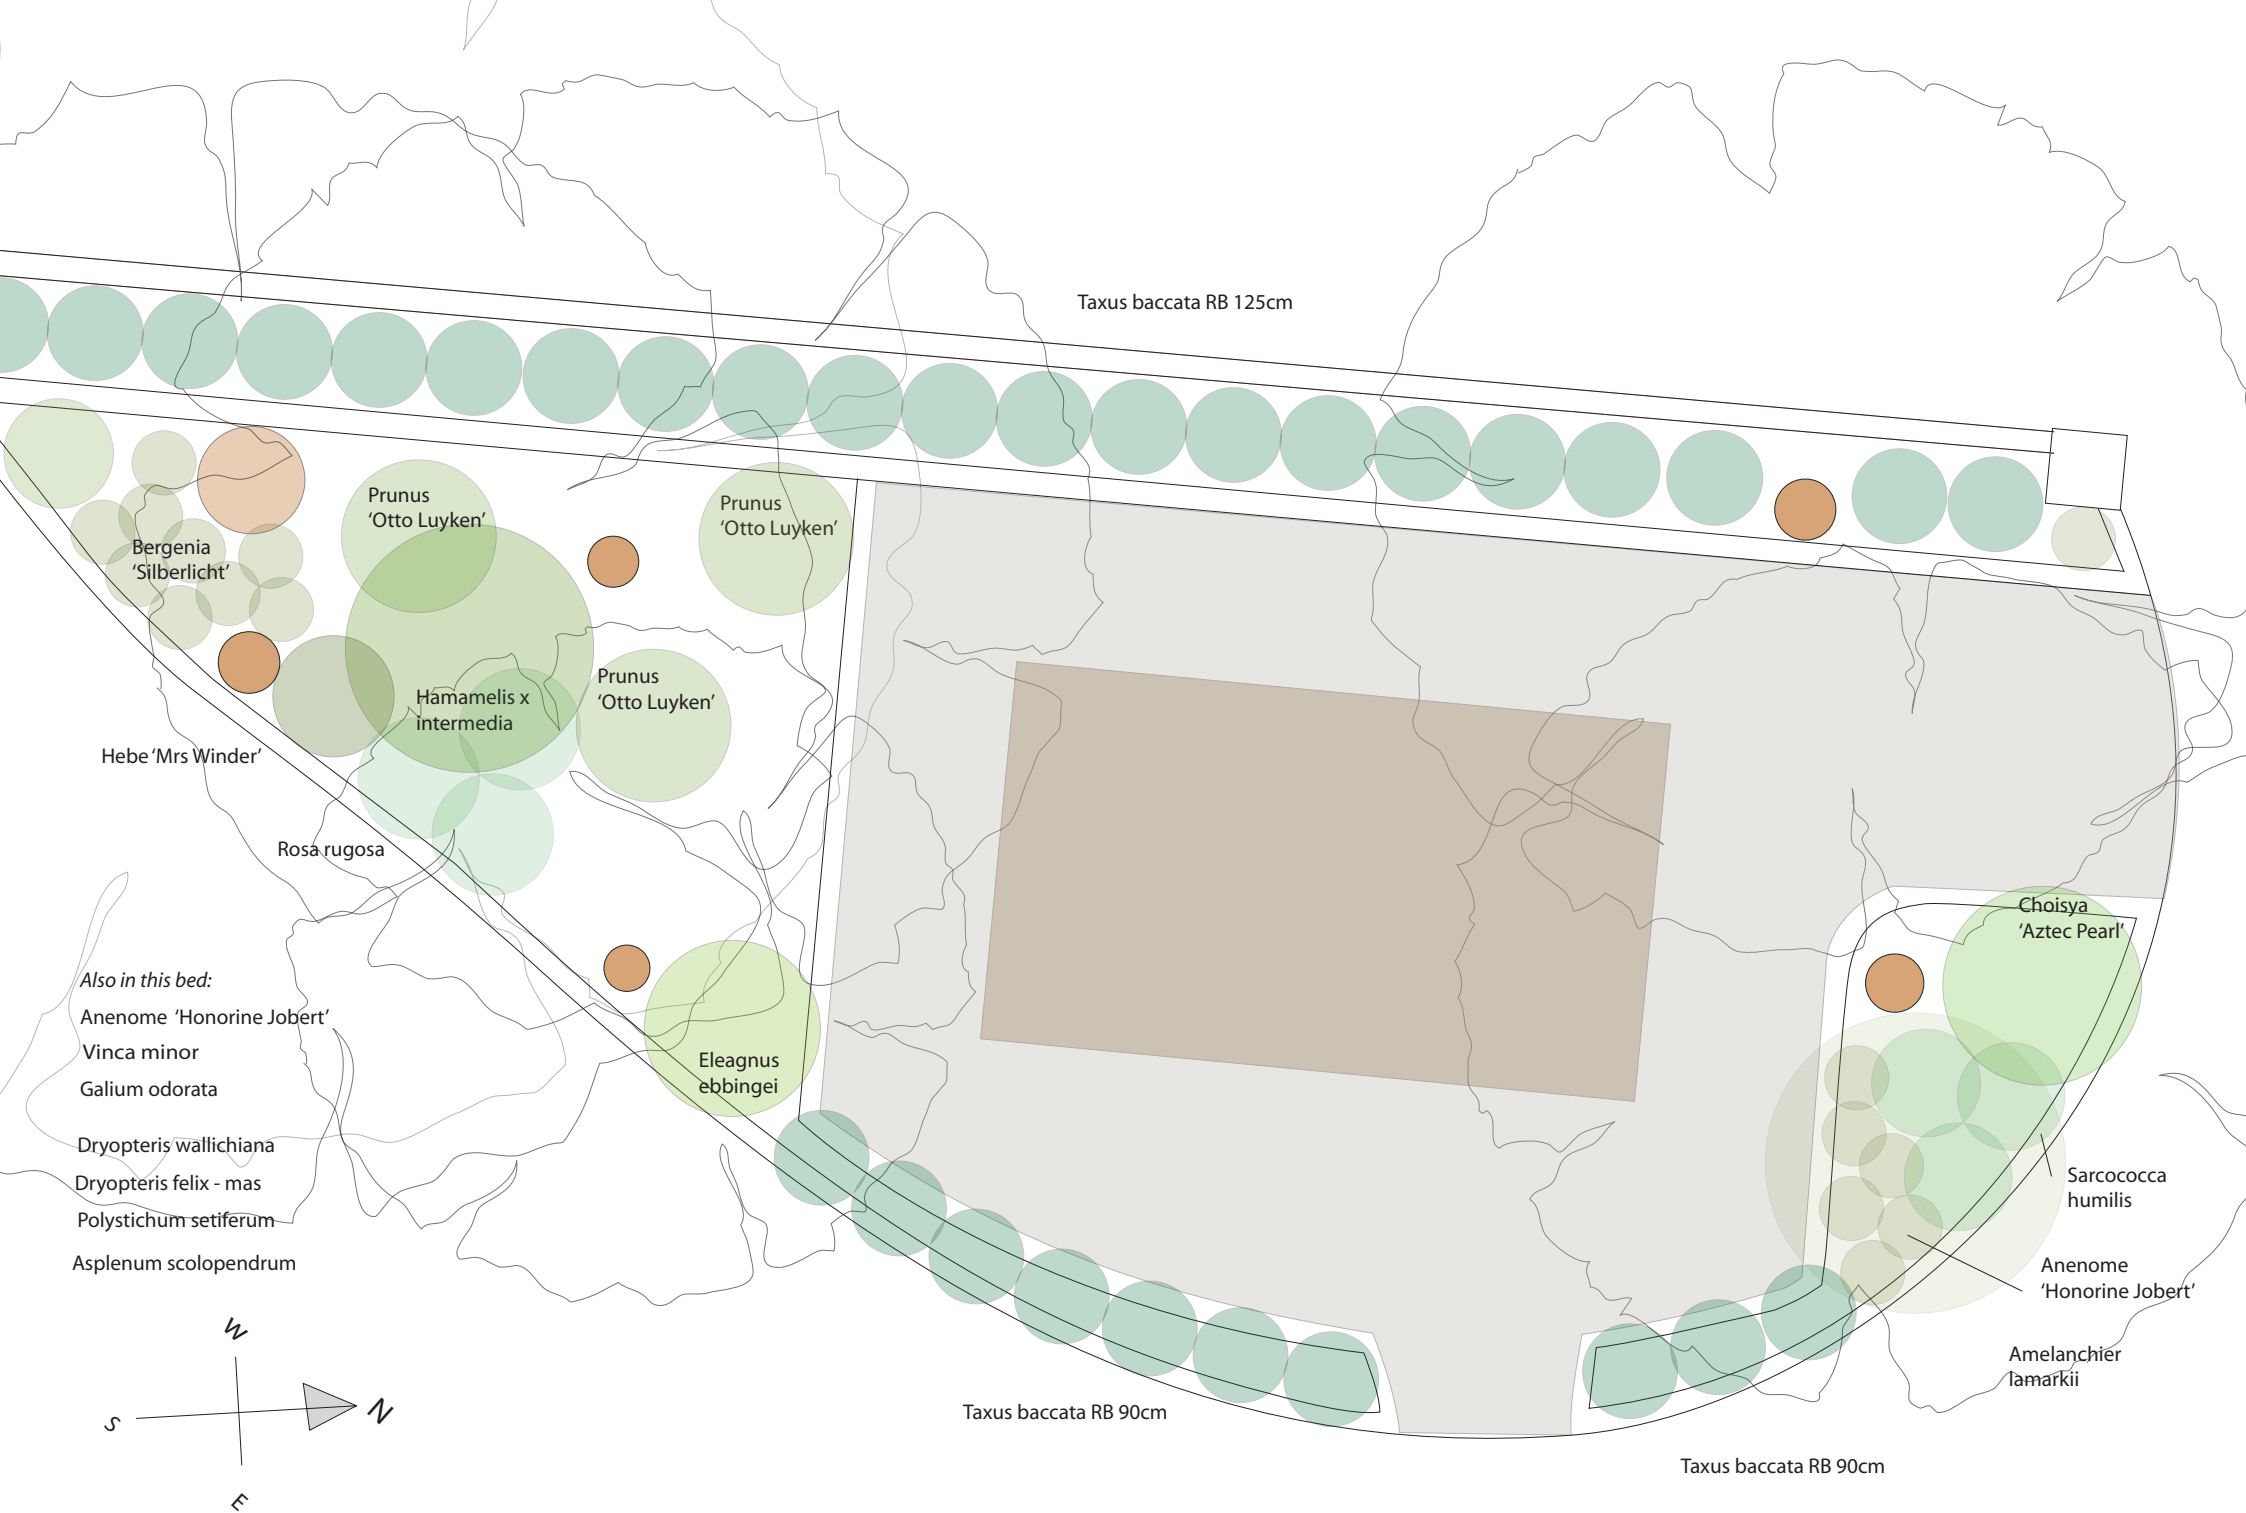 Taxus baccata RB 125cm
Prunus
‘Otto Luyken’
Prunus
‘Otto Luyken’
Bergenia
‘Silberlicht’
Prunus
‘Otto Luyken’
Hamamelis x
intermedia
Hebe ‘Mrs Winder’
Rosa rugosa
Choisya
‘Aztec Pearl’
Also in this bed:
Anenome ‘Honorine Jobert’
Vinca minor
Galium odorata
Dryopteris wallichiana
Dryopteris felix - mas
Polystichum setiferum
Asplenum scolopendrum
Eleagnus
ebbingei
Sarcococca
humilis
Anenome
‘Honorine Jobert’
Amelanchier
lamarkii
Taxus baccata RB 90cm
Taxus baccata RB 90cm
W
S
N
E